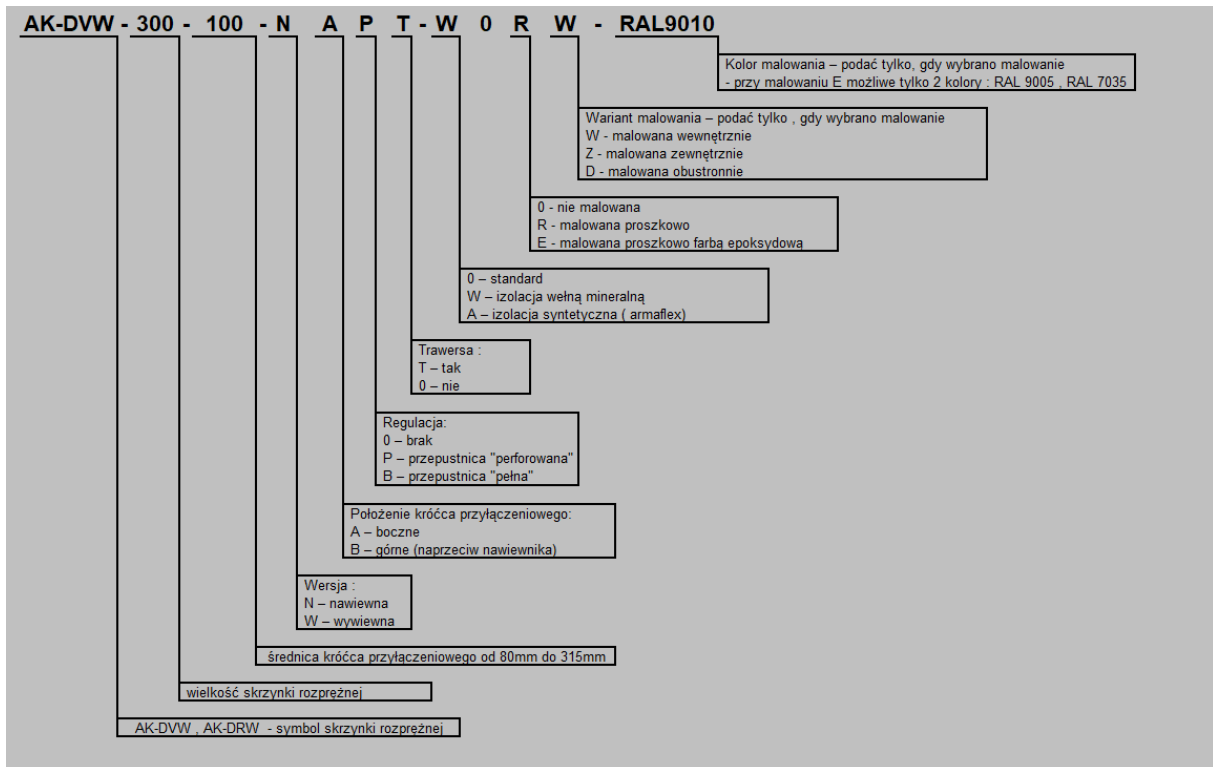 AK-DVW - 300 - 100 - N A P T - W 0 R W - RAL9010
Kolor malowania – podać tylko, gdy wybrano malowanie
- przy malowaniu E możliwe tylko 2 kolory : RAL 9005 , RAL 7035
Wariant malowania – podać tylko , gdy wybrano malowanie
W - malowana wewnętrznie
Z - malowana zewnętrznie
D - malowana obustronnie
0 - nie malowana
R - malowana proszkowo
E - malowana proszkowo farbą epoksydową
0 – standard
W – izolacja wełną mineralną
A – izolacja syntetyczna ( armaflex)
Trawersa :
T – tak
0 – nie
Regulacja:
0 – brak
P – przepustnica "perforowana"
B – przepustnica "pełna"
Położenie króćca przyłączeniowego:
A – boczne
B – górne (naprzeciw nawiewnika)
Wersja :
N – nawiewna
W – wywiewna
średnica króćca przyłączeniowego od 80mm do 315mm
wielkość skrzynki rozprężnej
AK-DVW , AK-DRW - symbol skrzynki rozprężnej